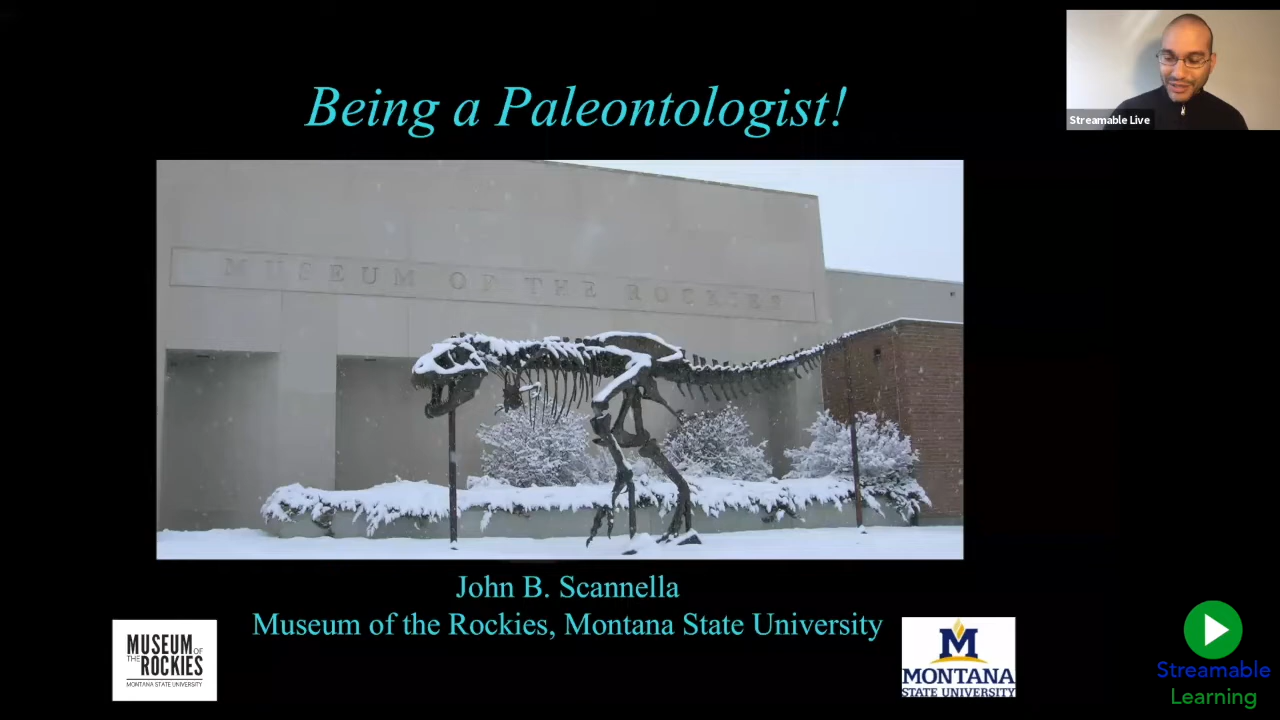 Being a Paleontologist!
Streamable Live
MUSEUM OF THE ROCKIES
John B. Scannella
Museum of the Rockies, Montana State University
MUSEUM OF
THE ROCKIES
MONTANA STATE UNIVERSITY
M
MONTANA
STATE UNIVERSITY
Streamable
Learning